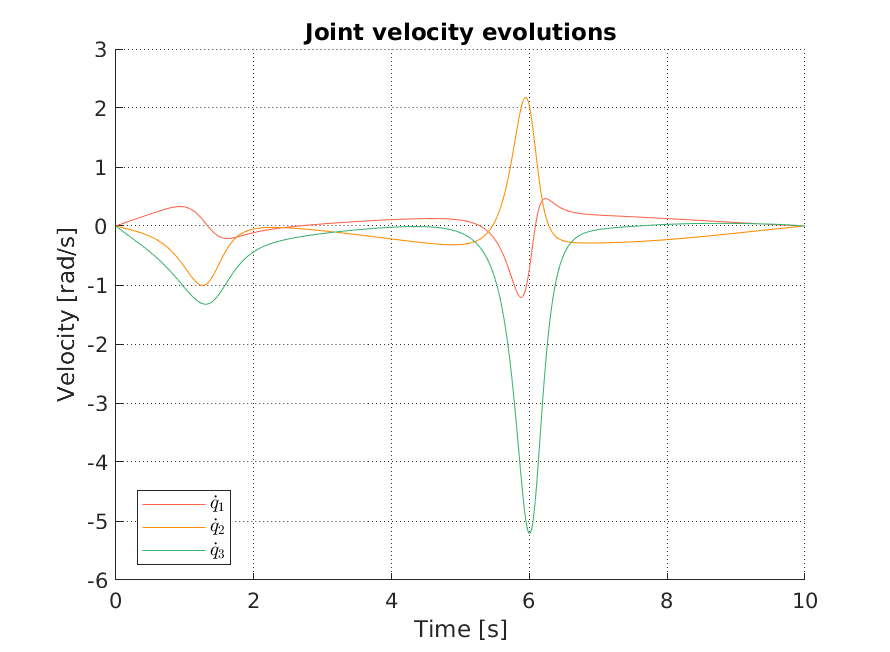 Joint velocity evolutions
3
2
1
0
-1
-2
-3
-4
-5
-6
Velocity [rad/s]
q̇1
q̇2
q̇3
0 2 4 6 8 10
Time [s]